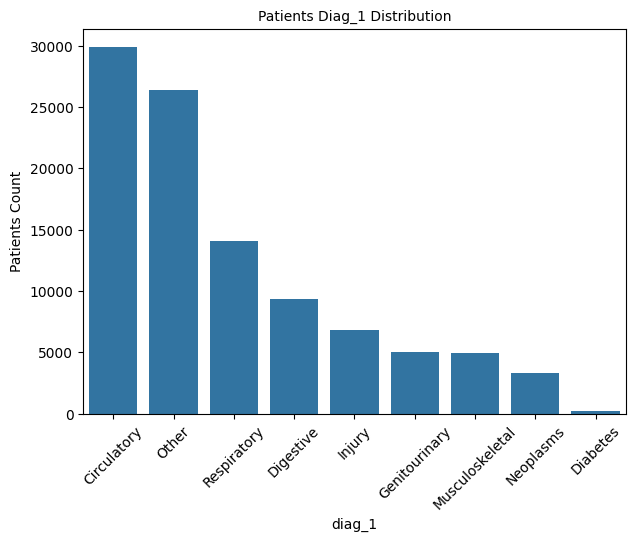 Patients Diag_1 Distribution
Patients Count
30000
25000
20000
15000
10000
5000
0
Circulatory
Other
Respiratory
Digestive
Injury
Genitourinary
Musculoskeletal
Neoplasms
Diabetes
diag_1